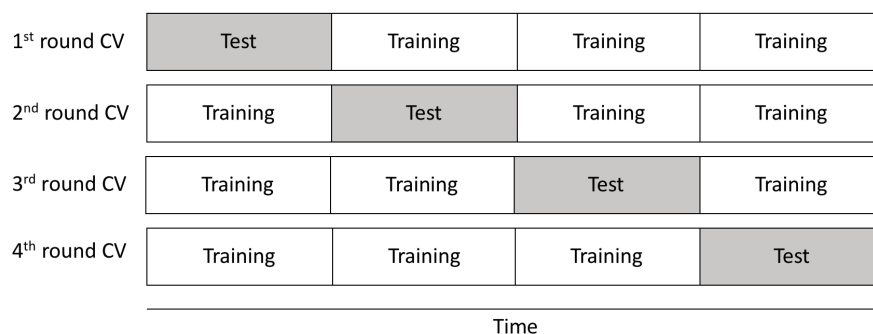 1st round CV Test Training Training Training
2nd round CV Training Test Training Training
3rd round CV Training Training Test Training
4th round CV Training Training Training Test
Time